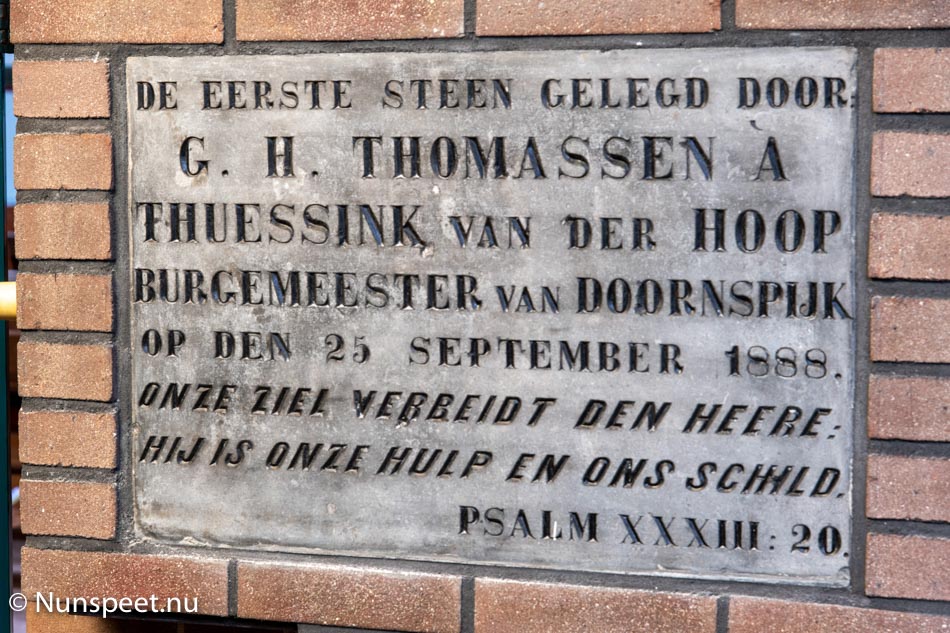 DE EERSTE STEEN GELEGD DOOR:
G. H. THOMASSEN À
THUESSINK VAN DER HOOP
BURGEMEESTER VAN DOORNSPIJK
OP DEN 25 SEPTEMBER 1888.
ONZE ZIEL VERBEIDT DEN HEERE:
HIJ IS ONZE HULP EN ONS SCHILD.
PSALM XXXIII: 20.
© Nunspeet.nu